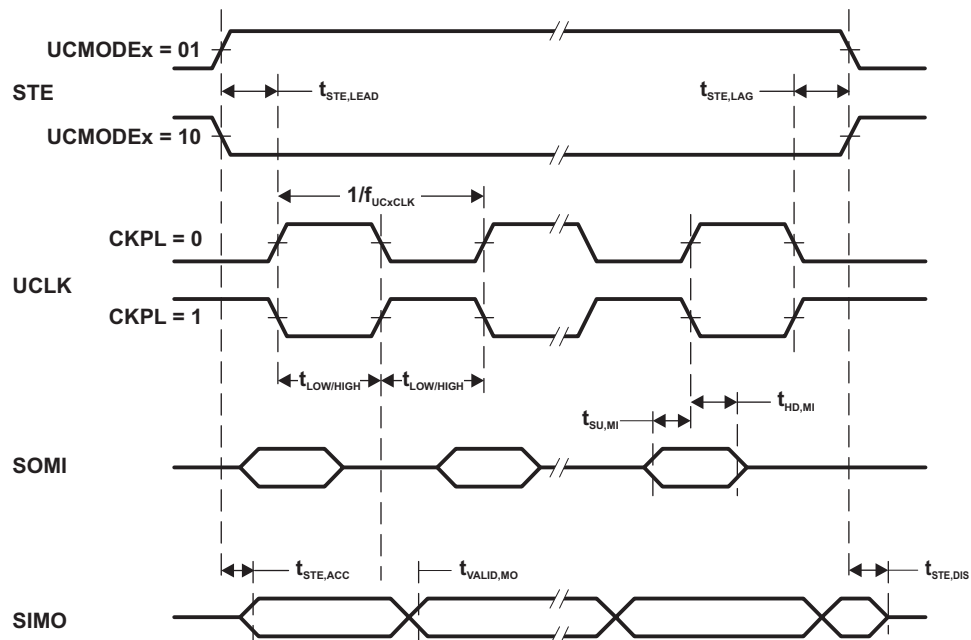 UCMODEx = 01
STE
tSTE,LEAD
tSTE,LAG
UCMODEx = 10
1/fUCxCLK
CKPL = 0
UCLK
CKPL = 1
tLOW/HIGH
tLOW/HIGH
tHD,MI
tSU,MI
SOMI
tSTE,ACC
tVALID,MO
tSTE,DIS
SIMO